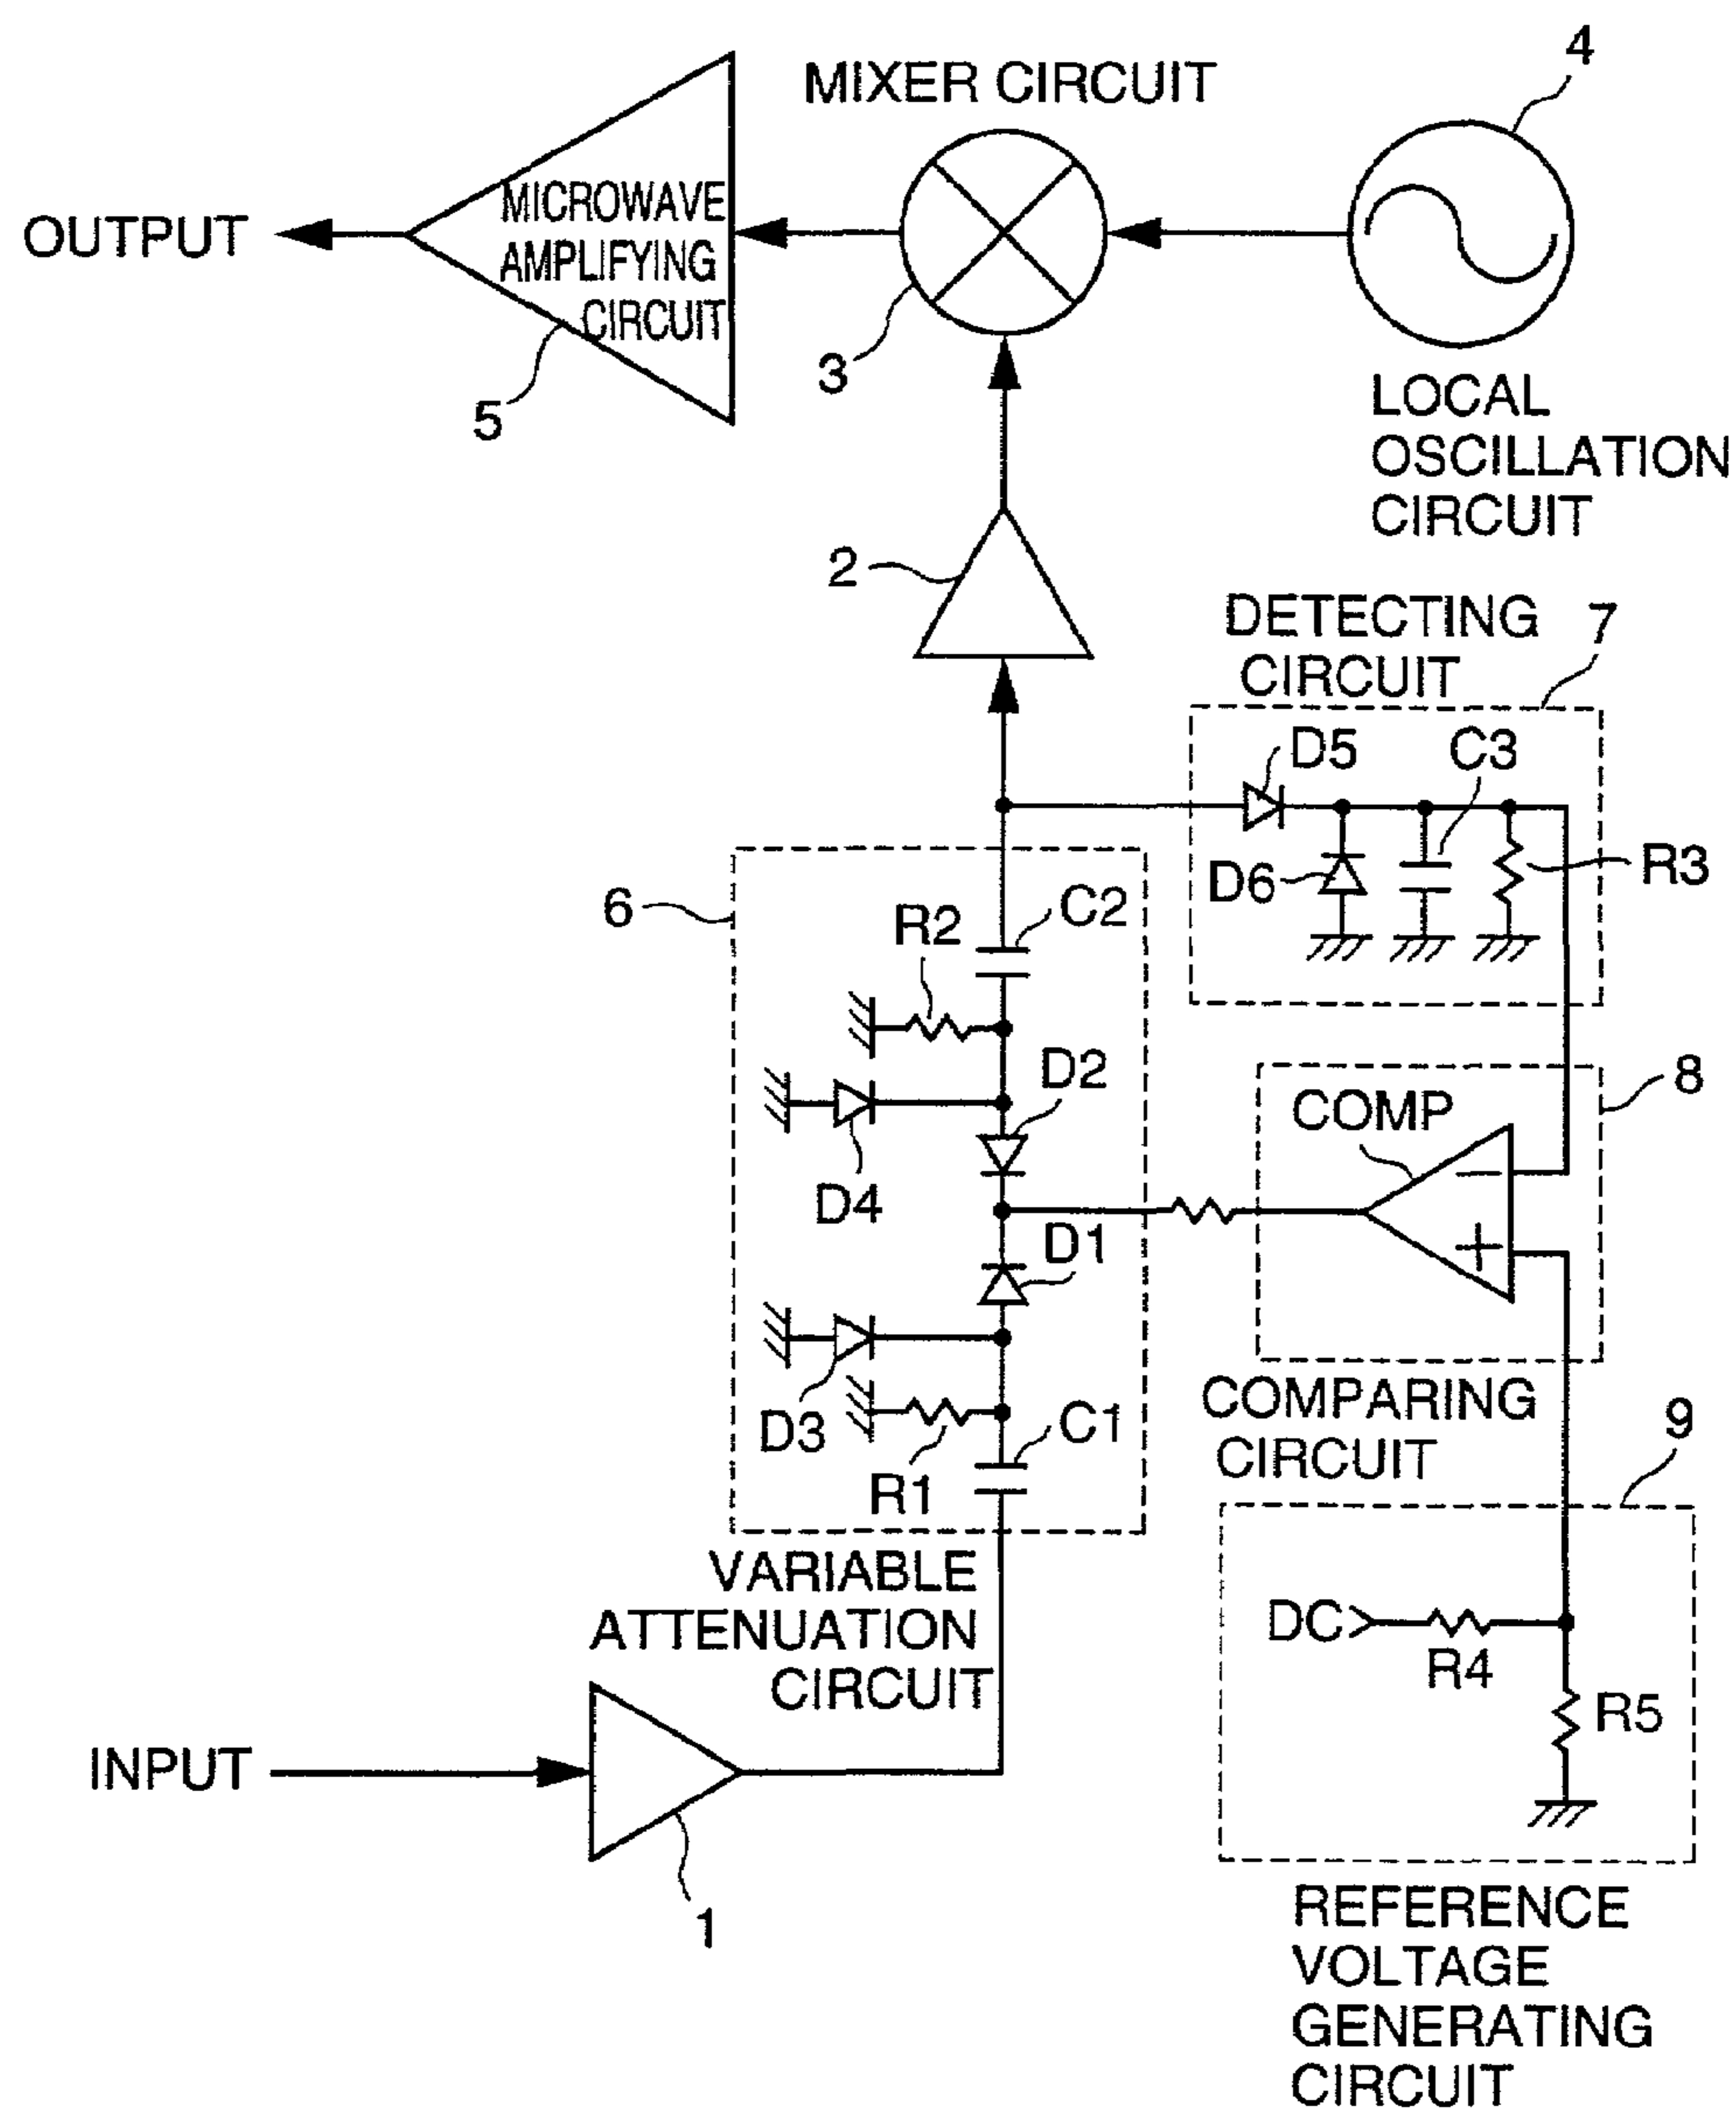 4
MIXER CIRCUIT
OUTPUT
MICROWAVE
AMPLIFYING
CIRCUIT
3
5
LOCAL
OSCILLATION
CIRCUIT
2
DETECTING
CIRCUIT
7
D5
C3
D6
R3
6
C2
R2
D2
8
COMP
D4
−
D1
+
COMPARING
CIRCUIT
D3
C1
9
R1
VARIABLE
ATTENUATION
CIRCUIT
DC
R4
R5
INPUT
1
REFERENCE
VOLTAGE
GENERATING
CIRCUIT